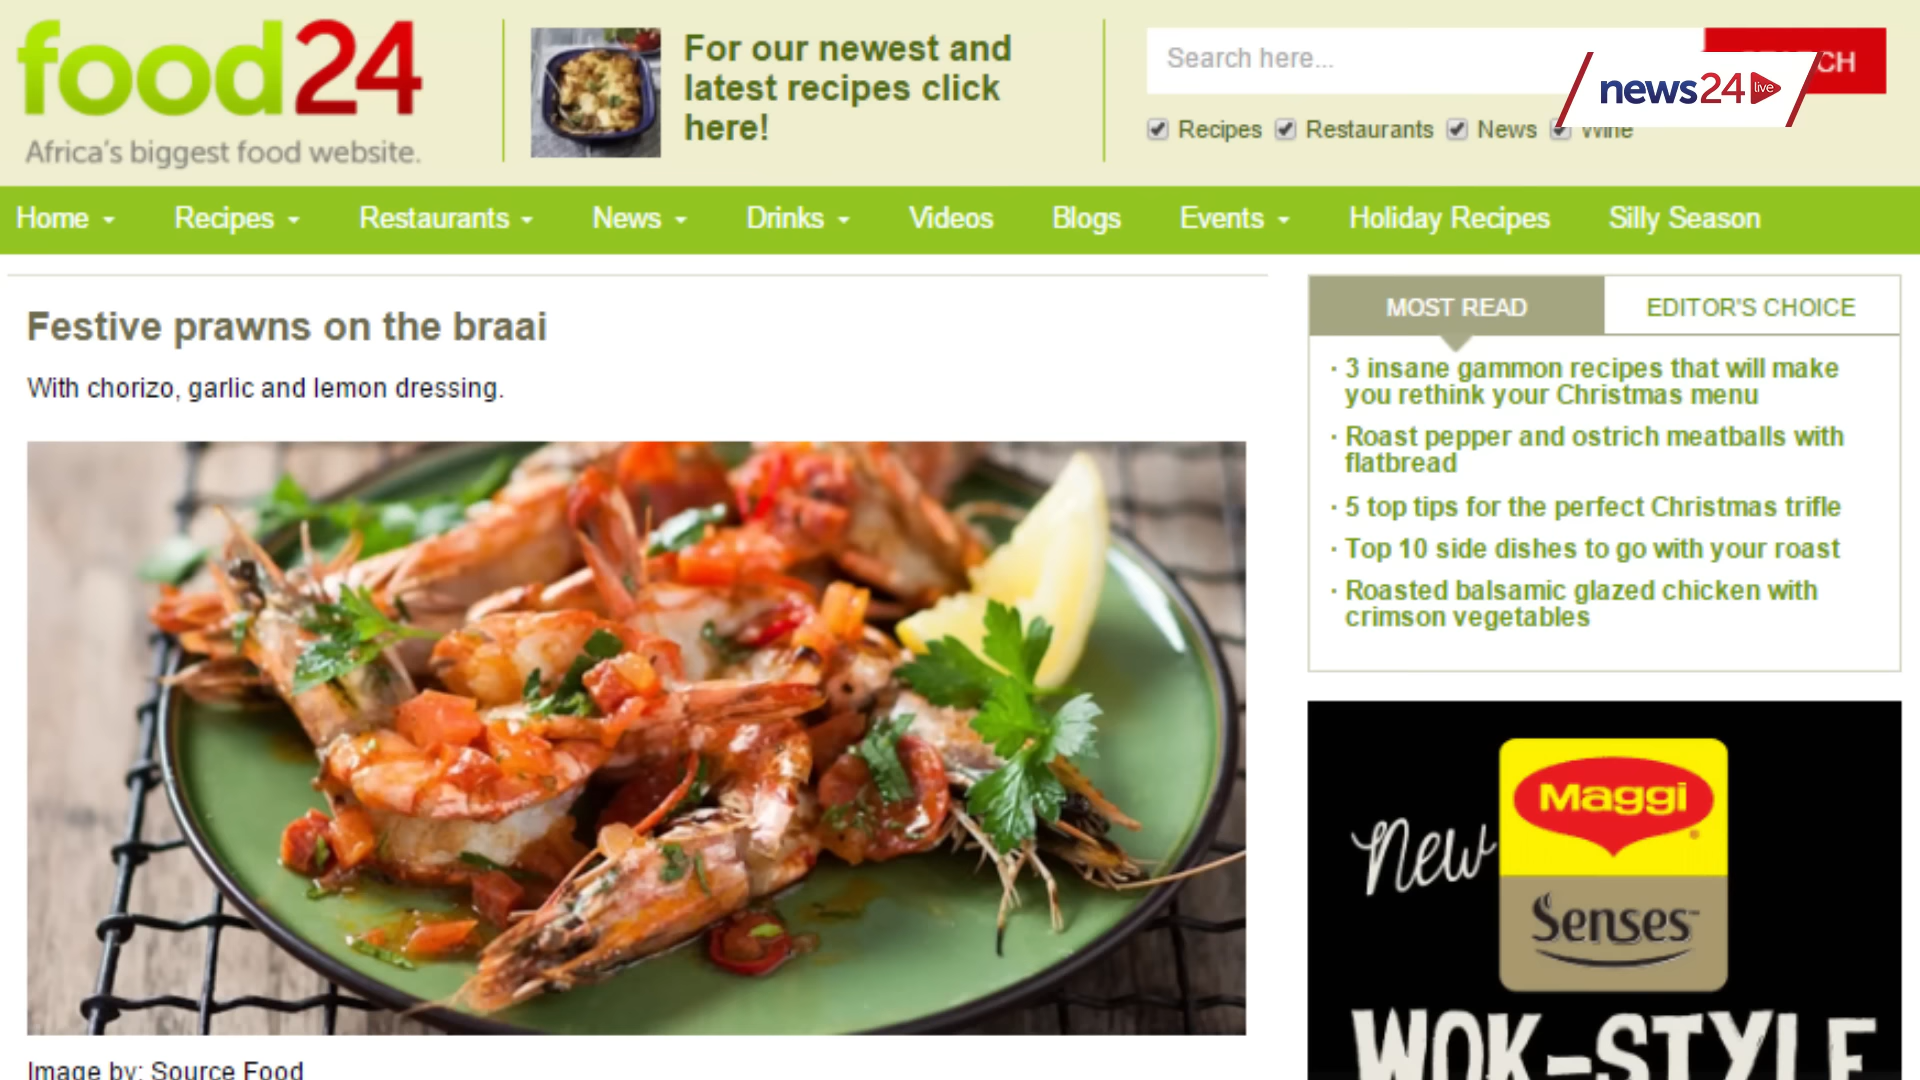 food24
Africa's biggest food website.
For our newest and
latest recipes click
here!
Search here...
CH
news24 live
Recipes Restaurants News Wine
Home Recipes Restaurants News Drinks Videos Blogs Events Holiday Recipes Silly Season
Festive prawns on the braai
With chorizo, garlic and lemon dressing.
Image by: Source Food
MOST READ EDITOR'S CHOICE
· 3 insane gammon recipes that will make
you rethink your Christmas menu
· Roast pepper and ostrich meatballs with
flatbread
· 5 top tips for the perfect Christmas trifle
· Top 10 side dishes to go with your roast
· Roasted balsamic glazed chicken with
crimson vegetables
New
Maggi
Senses™
WOK-STYLE